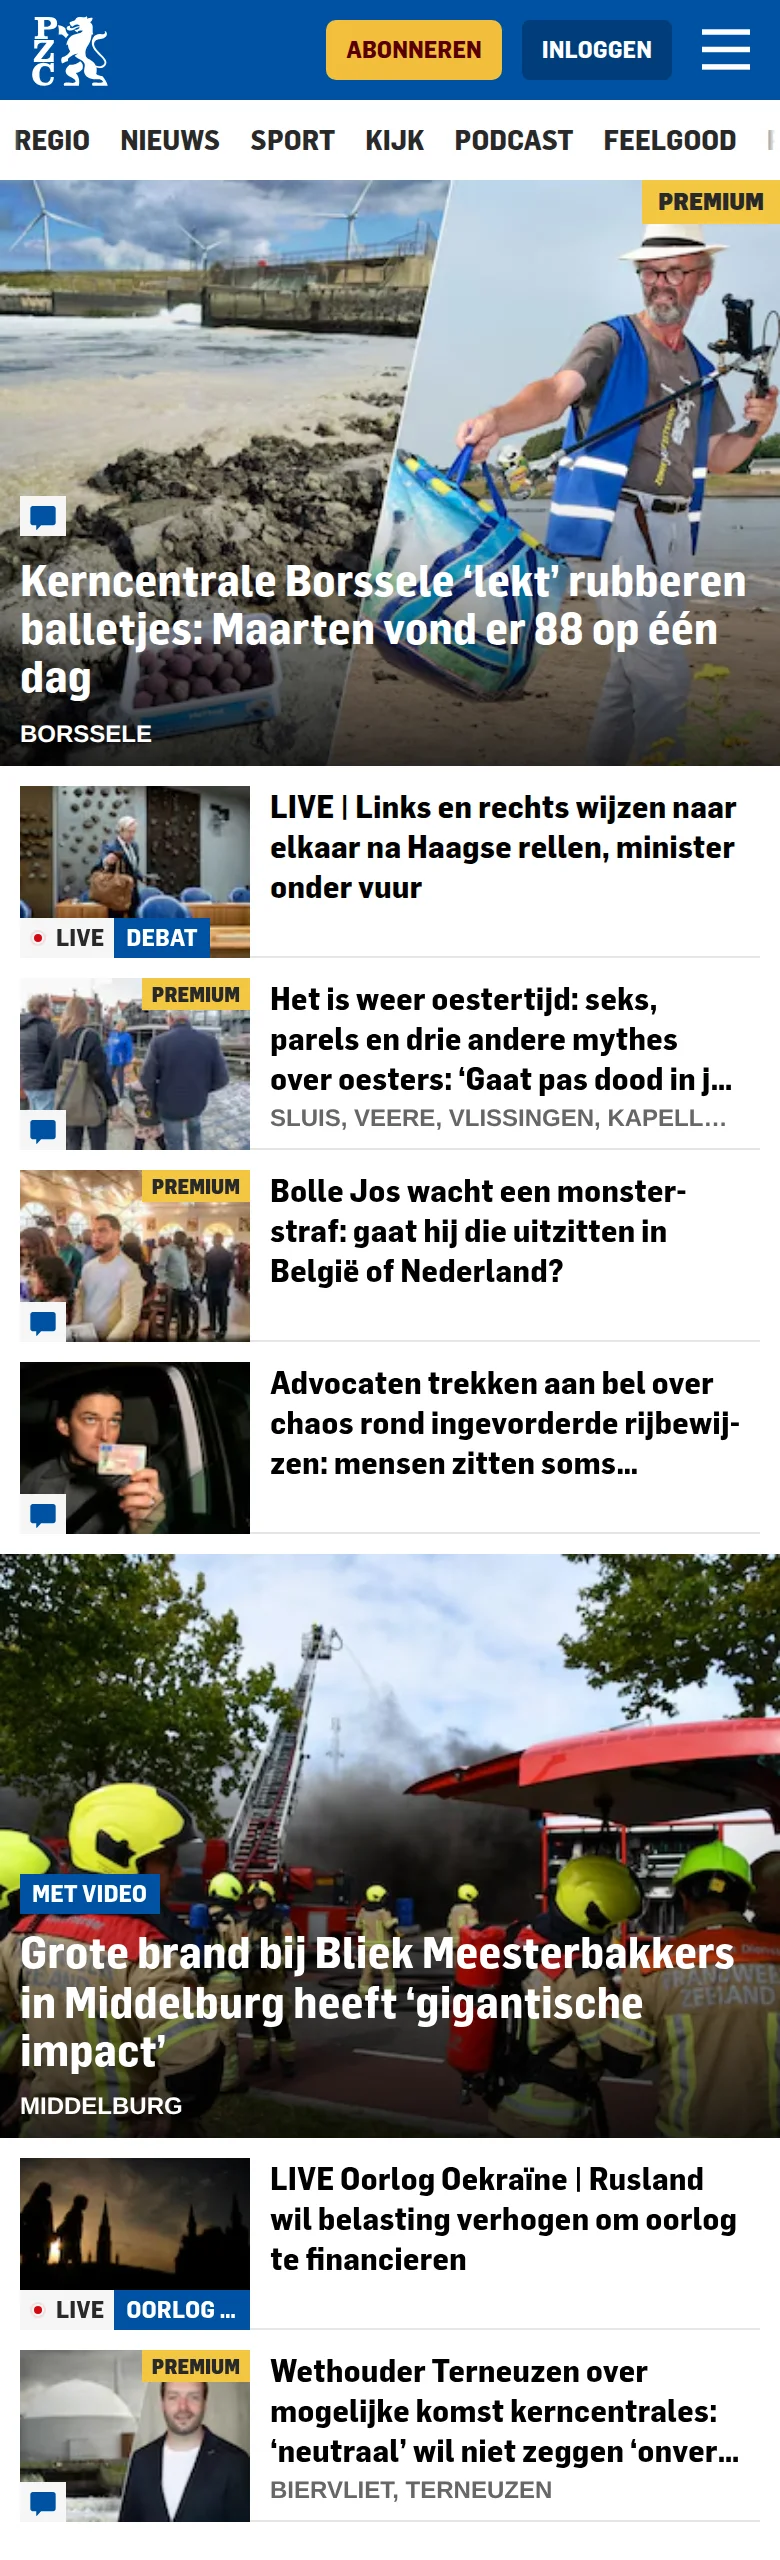 PZC
ABONNEREN
INLOGGEN
REGIO NIEUWS SPORT KIJK PODCAST FEELGOOD
PREMIUM
Kerncentrale Borssele ‘lekt’ rubberen
balletjes: Maarten vond er 88 op één
dag
BORSSELE
LIVE | Links en rechts wijzen naar
elkaar na Haagse rellen, minister
onder vuur
LIVE DEBAT
PREMIUM
Het is weer oestertijd: seks,
parels en drie andere mythes
over oesters: ‘Gaat pas dood in j...
SLUIS, VEERE, VLISSINGEN, KAPELL...
PREMIUM
Bolle Jos wacht een monster-
straf: gaat hij die uitzitten in
België of Nederland?
Advocaten trekken aan bel over
chaos rond ingevorderde rijbewij-
zen: mensen zitten soms...
MET VIDEO
Grote brand bij Bliek Meesterbakkers
in Middelburg heeft ‘gigantische
impact’
MIDDELBURG
LIVE Oorlog Oekraïne | Rusland
wil belasting verhogen om oorlog
te financieren
LIVE OORLOG ...
PREMIUM
Wethouder Terneuzen over
mogelijke komst kerncentrales:
‘neutraal’ wil niet zeggen ‘onver...
BIERVLIET, TERNEUZEN